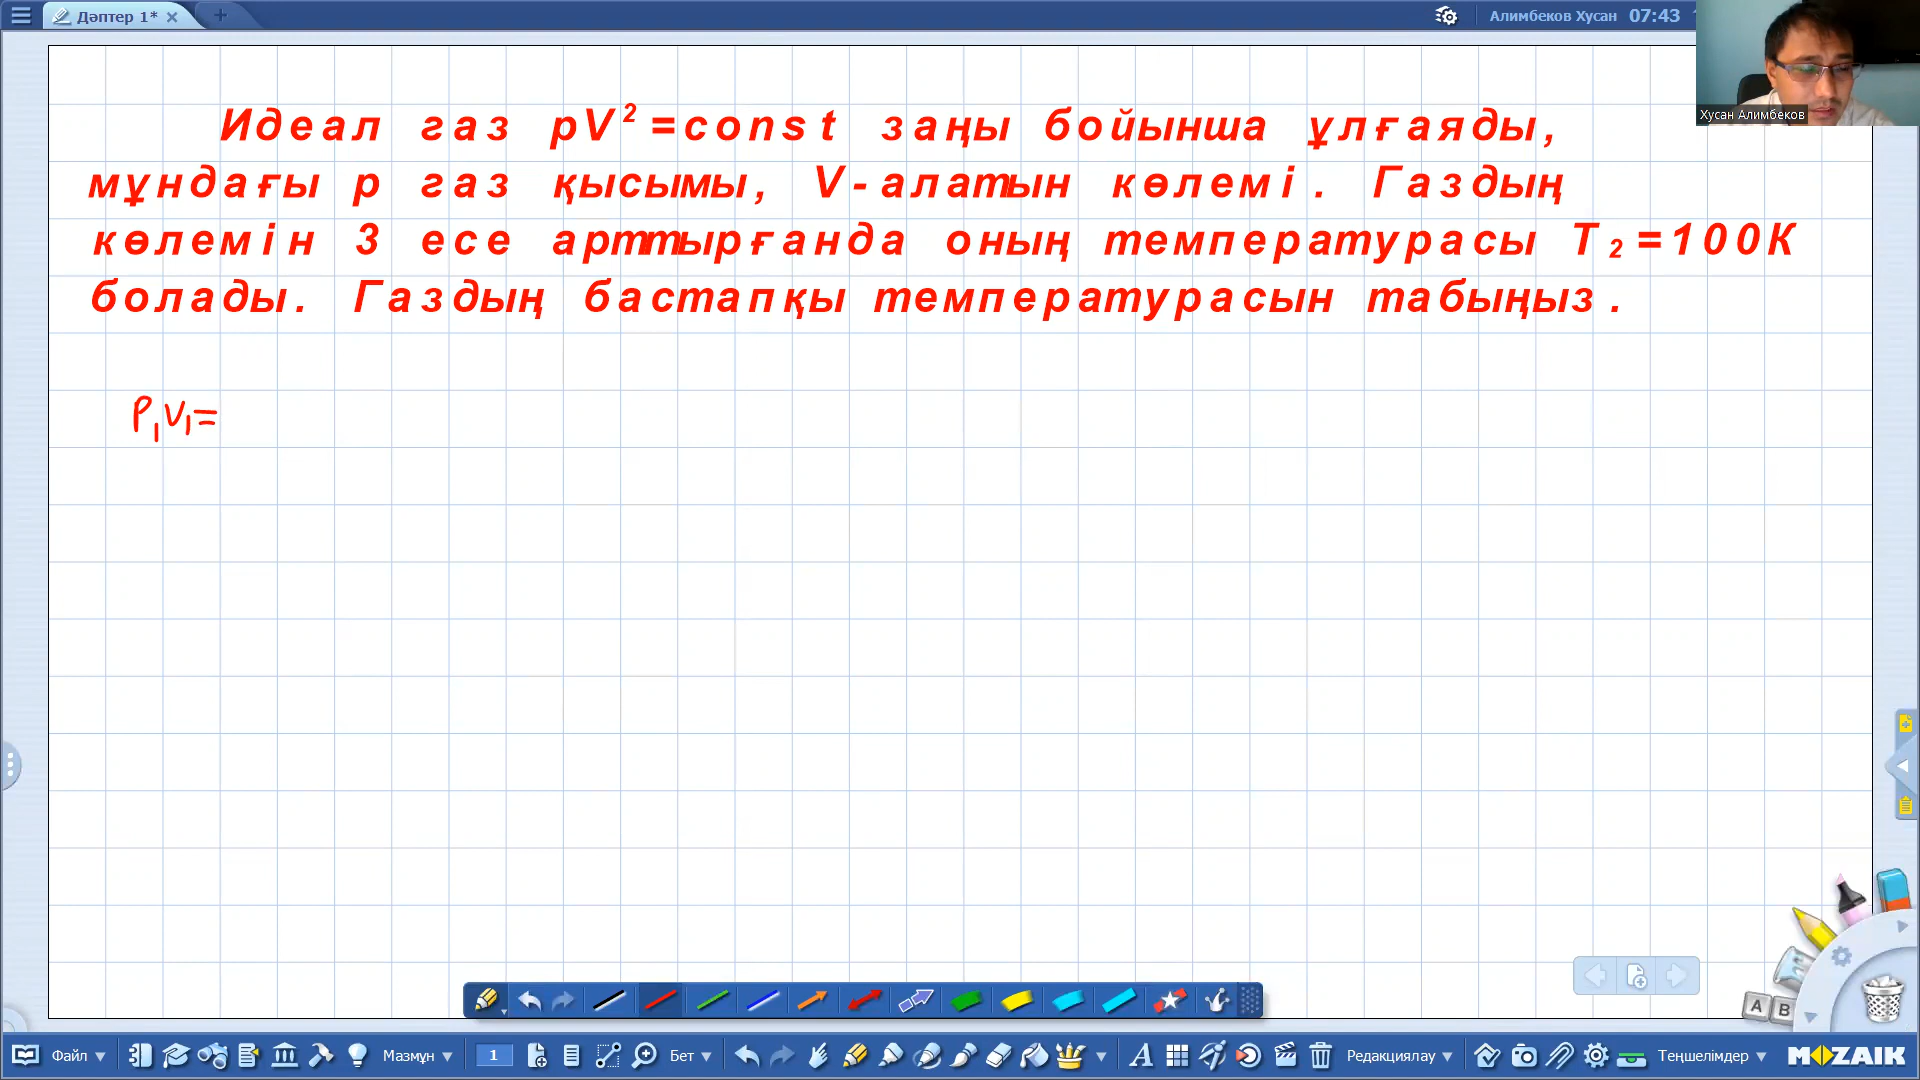 Дәптер 1*
Алимбеков Хусан 07:43
Хусан Алимбеков
Идеал газ pV²=const заңы бойынша ұлғаяды,
мұндағы р газ қысымы, V-алатын көлемі. Газдың
көлемін 3 есе арттырғанда оның температурасы T₂=100K
болады. Газдың бастапқы температурасын табыңыз.
P₁V₁=
A B
Файл Мазмұн 1 Бет A Редакциялау Теңшелімдер MOZAIK